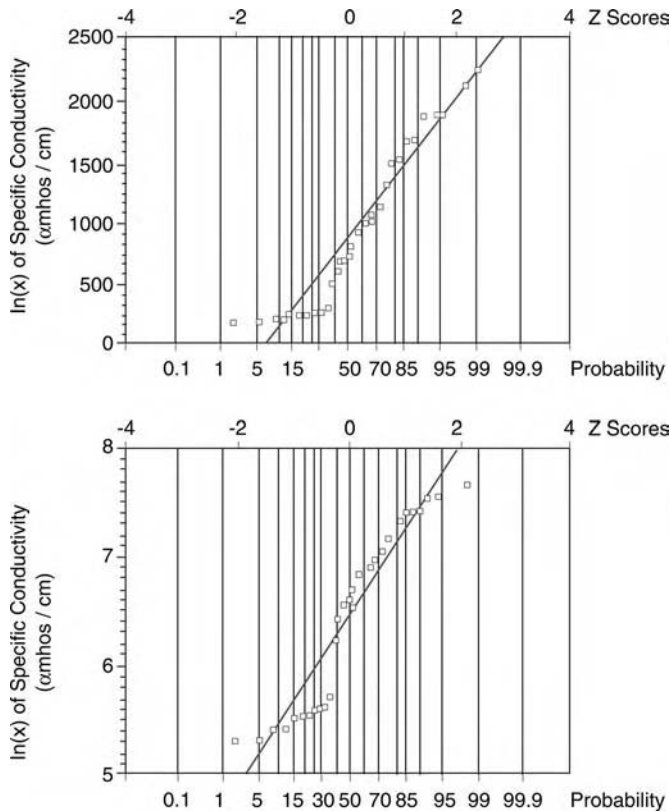 -4 -2 0 2 4 Z Scores
2500
2000
1500
1000
500
0
ln(x) of Specific Conductivity
(αmhos / cm)
0.1 1 5 15 50 70 85 95 99 99.9 Probability
-4 -2 0 2 4 Z Scores
8
7
6
5
ln(x) of Specific Conductivity
(αmhos / cm)
0.1 1 5 15 30 50 70 85 95 99 99.9 Probability